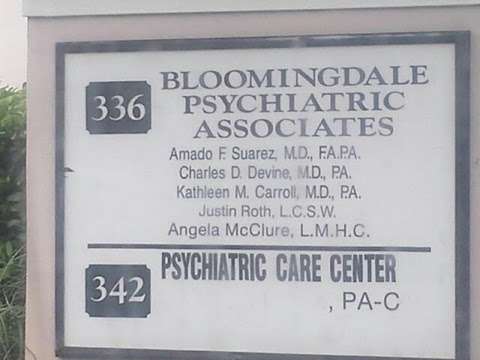 336
BLOOMINGDALE
PSYCHIATRIC
ASSOCIATES
Amado F. Suarez, M.D., F.A.P.A.
Charles D. Devine, M.D., P.A.
Kathleen M. Carroll, M.D., P.A.
Justin Roth, L.C.S.W.
Angela McClure, L.M.H.C.
342
PSYCHIATRIC CARE CENTER
, PA-C